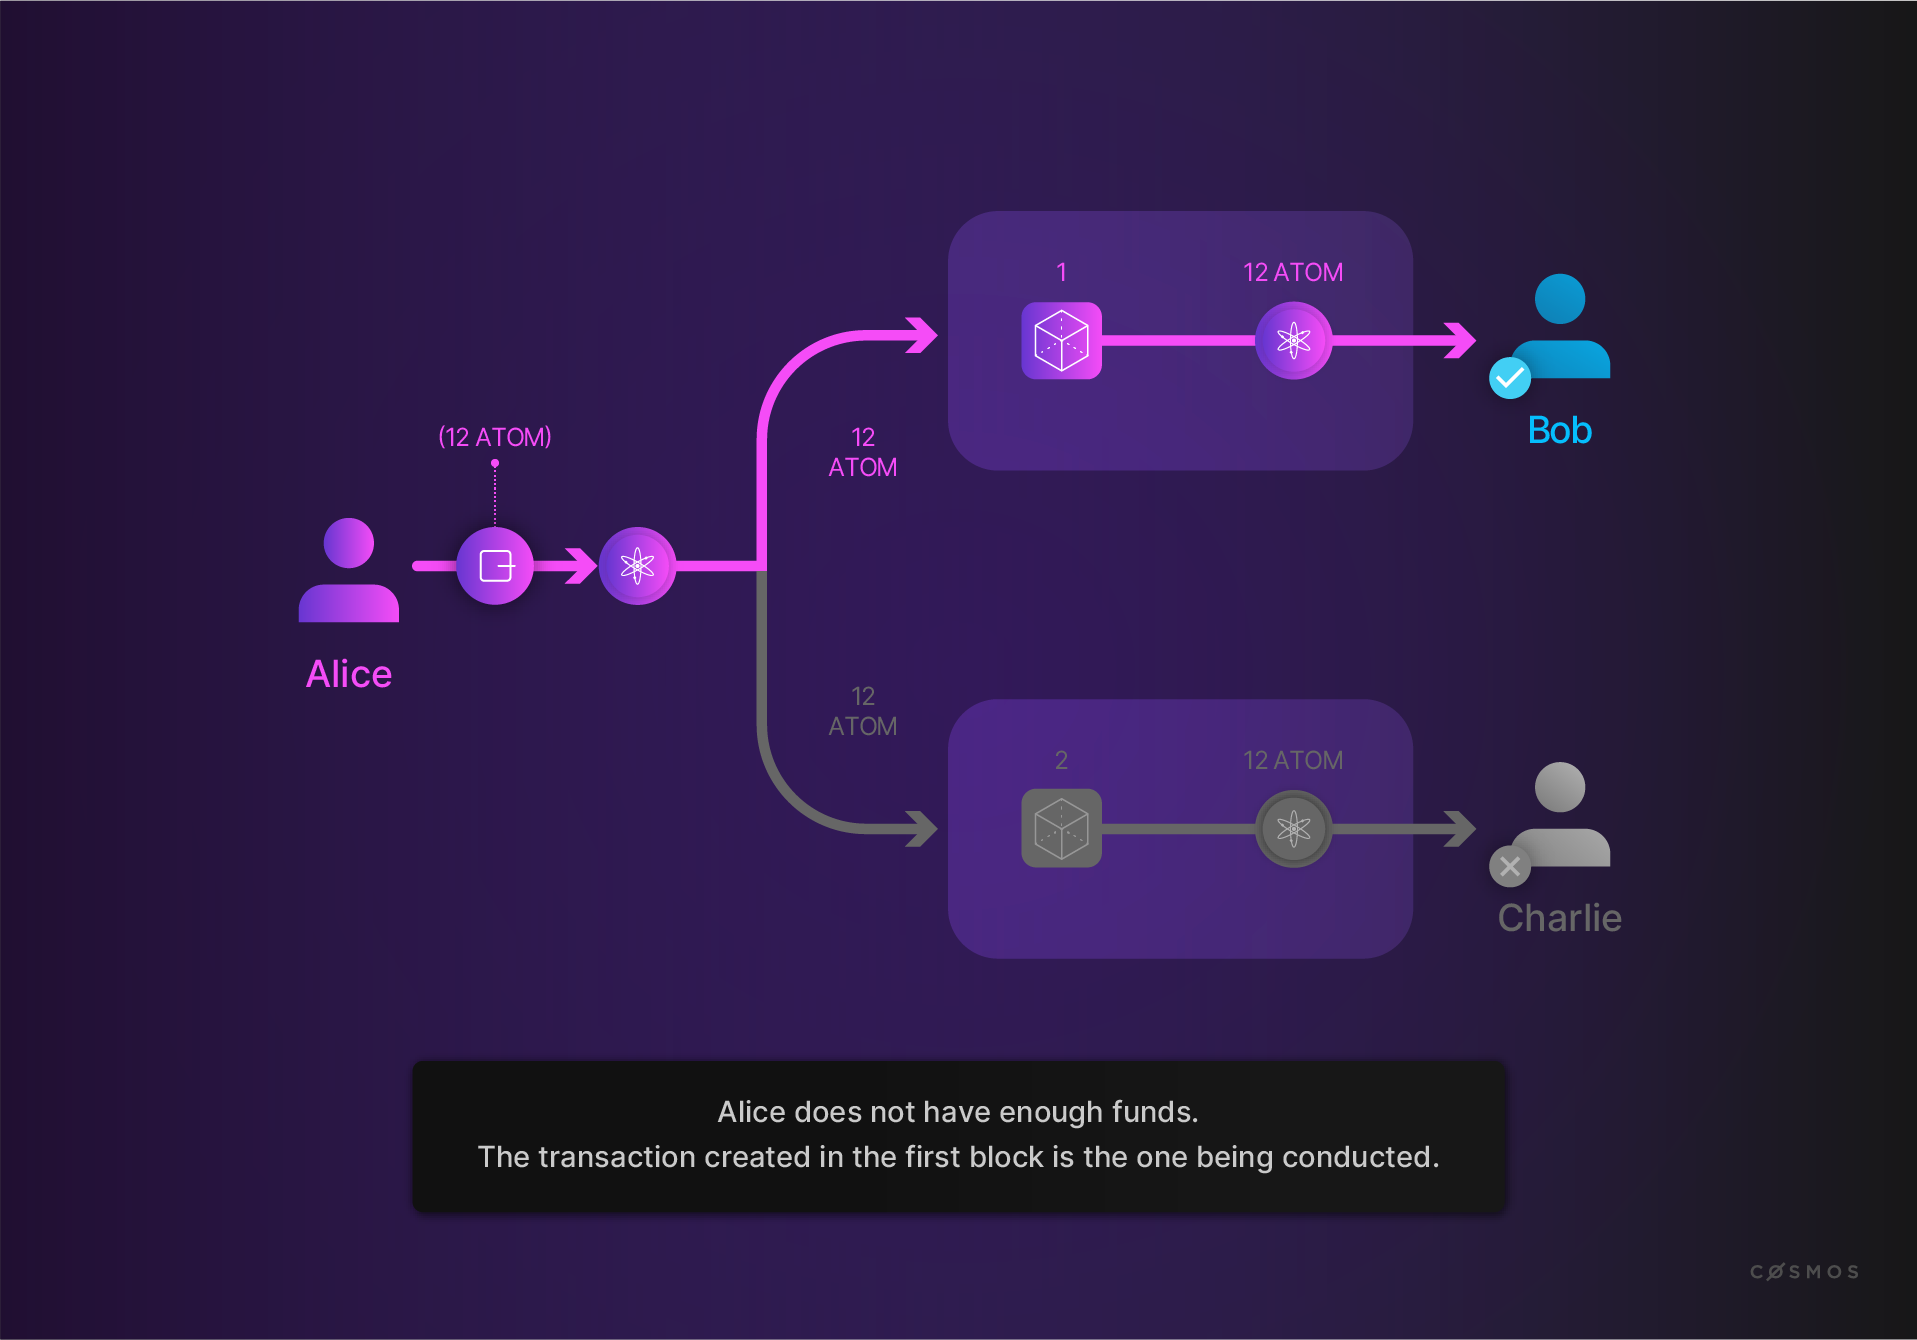 1
12 ATOM
(12 ATOM)
12
ATOM
Bob
Alice
12
ATOM
2
12 ATOM
Charlie
Alice does not have enough funds.
The transaction created in the first block is the one being conducted.
CØSMOS